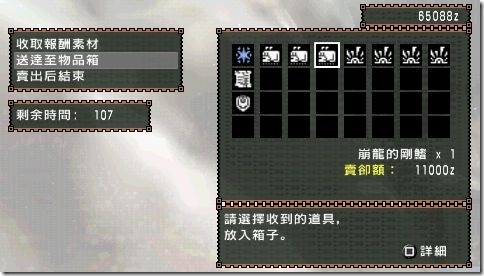 65088z
收取報酬素材
送達至物品箱
賣出后結束
剩余時間： 107
崩龍的剛鰭 x 1
賣卻額： 11000z
請選擇收到的道具，
放入箱子。
詳細